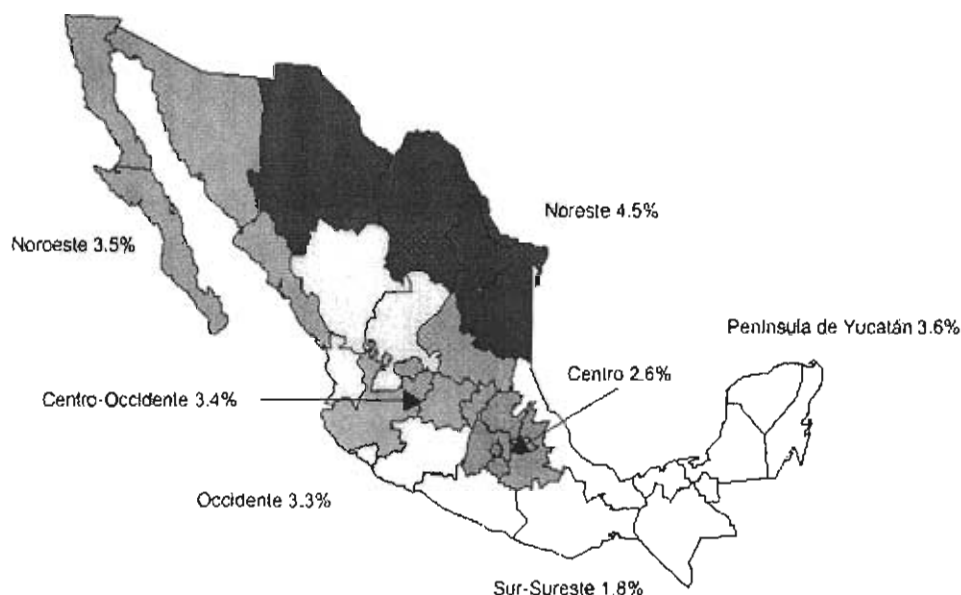 Noreste 4.5%
Noroeste 3.5%
Península de Yucatán 3.6%
Centro 2.6%
Centro-Occidente 3.4%
Occidente 3.3%
Sur-Sureste 1.8%